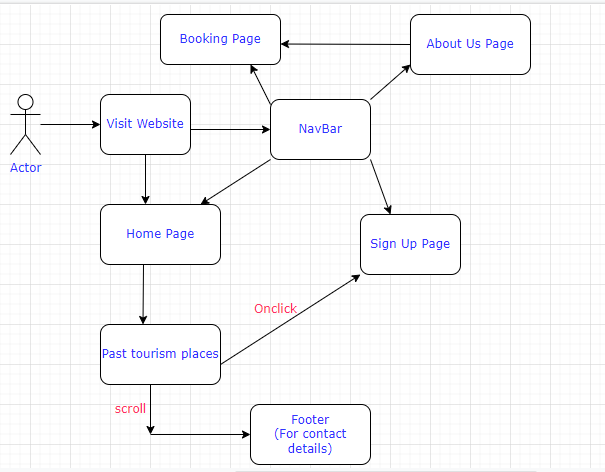 Booking Page
About Us Page
Visit Website
NavBar
Actor
Home Page
Sign Up Page
Onclick
Past tourism places
scroll
Footer
(For contact
details)